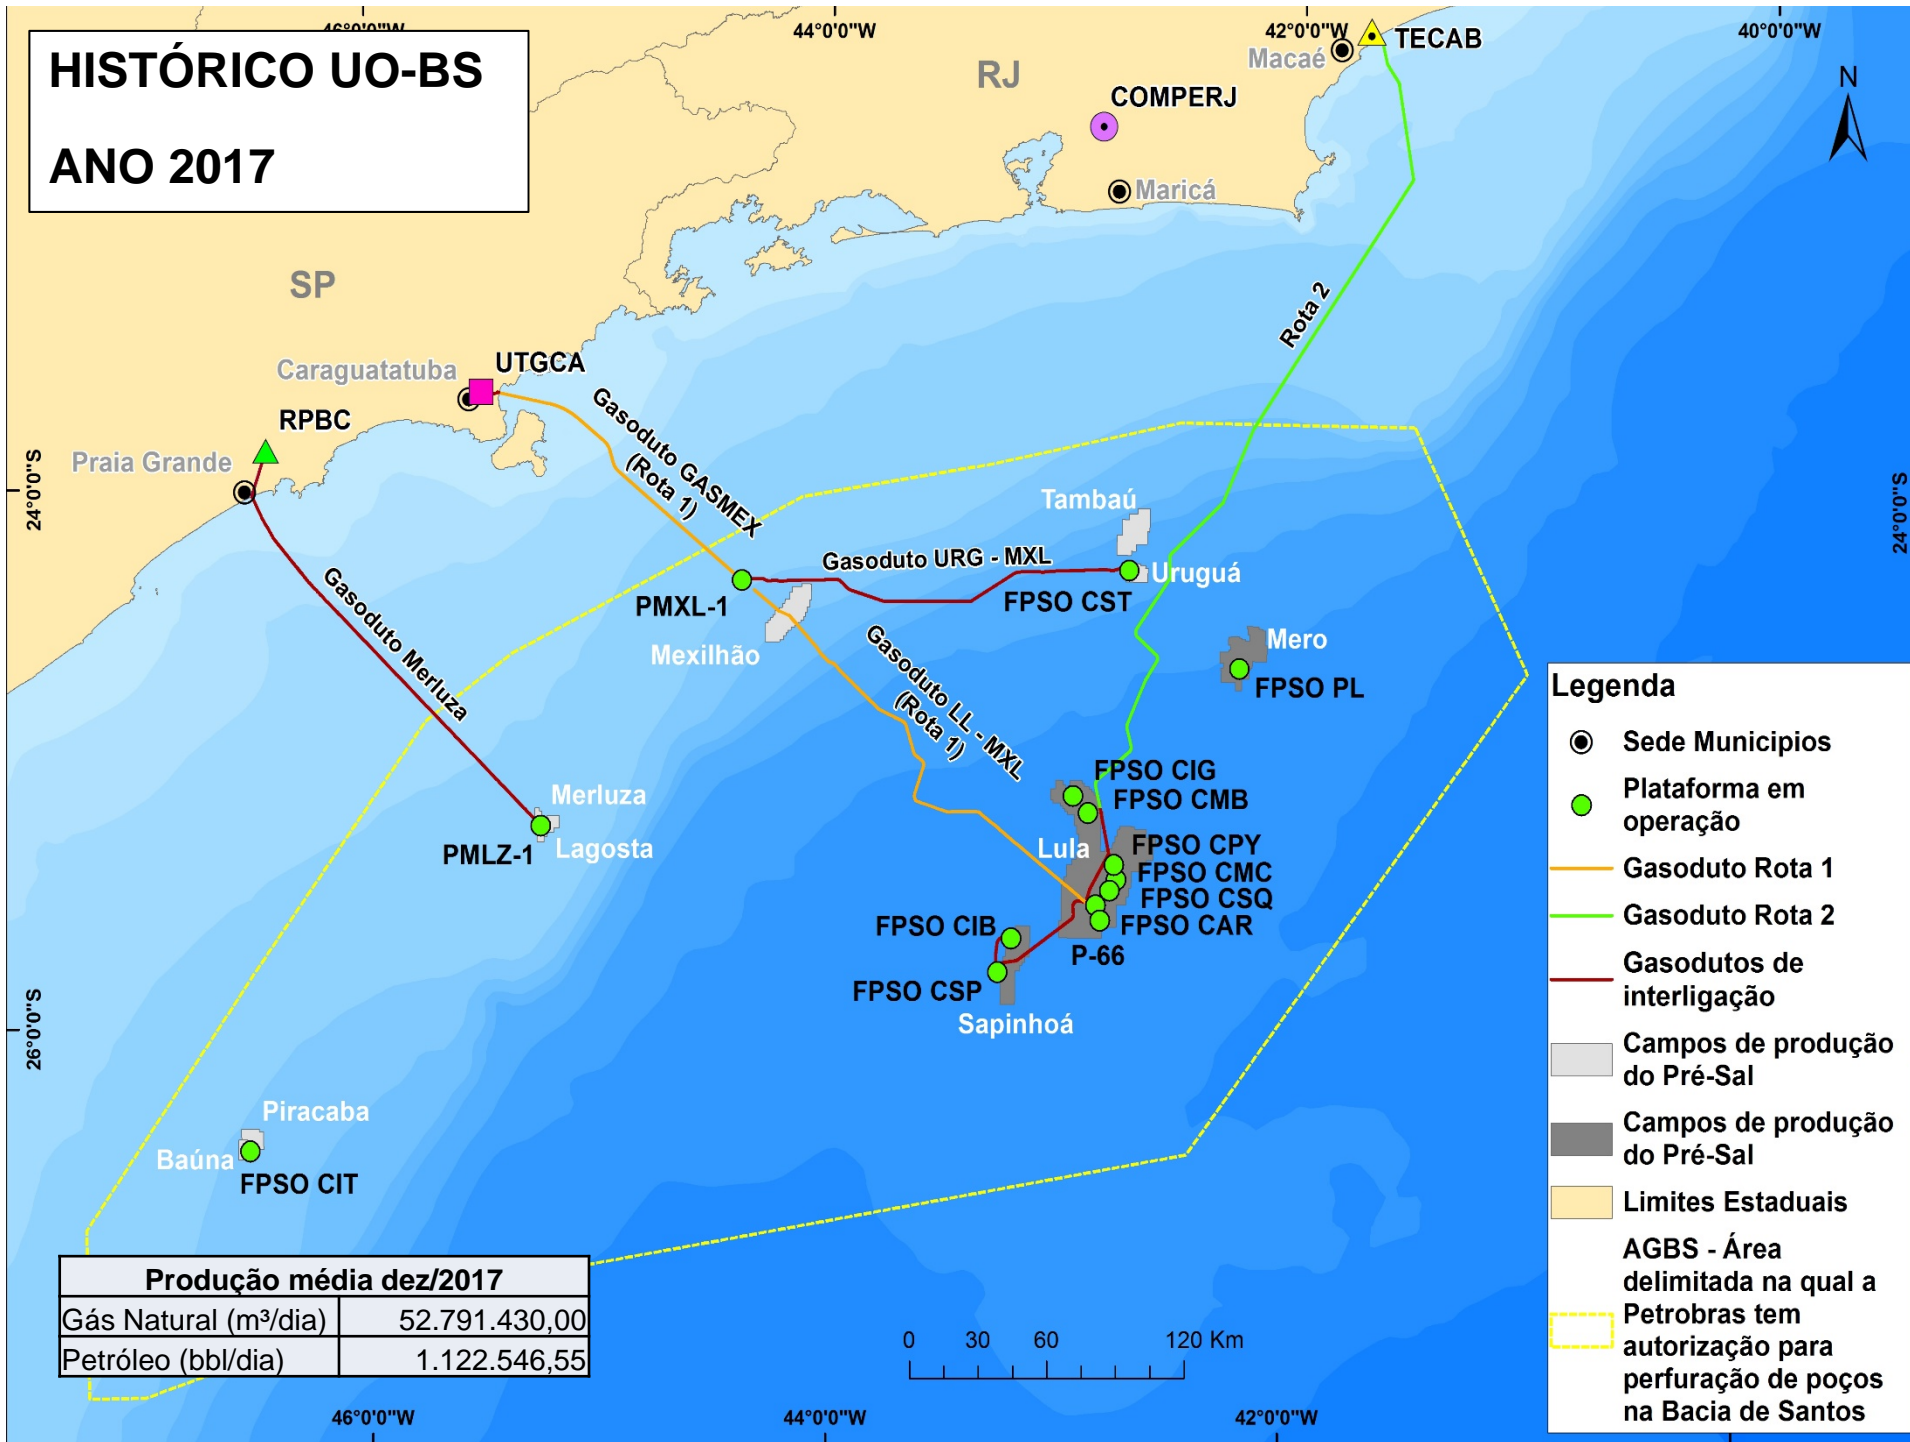 HISTÓRICO UO-BS
ANO 2017
46°0'0"W
44°0'0"W
42°0'0"W
40°0'0"W
TECAB
Macaé
RJ
COMPERJ
Maricá
N
SP
Rota 2
Caraguatatuba
UTGCA
RPBC
Praia Grande
Gasoduto GASMEX
(Rota 1)
24°0'0"S
24°0'0"S
Tambaú
Gasoduto URG - MXL
Uruguá
PMXL-1
FPSO CST
Mexilhão
Gasoduto Merluza
Gasoduto LL - MXL
(Rota 1)
Mero
FPSO PL
FPSO CIG
FPSO CMB
Merluza
Lagosta
PMLZ-1
Lula
FPSO CPY
FPSO CMC
FPSO CSQ
FPSO CAR
FPSO CIB
P-66
FPSO CSP
Sapinhoá
26°0'0"S
Piracaba
Baúna
FPSO CIT
Legenda
Sede Municipios
Plataforma em
operação
Gasoduto Rota 1
Gasoduto Rota 2
Gasodutos de
interligação
Campos de produção
do Pré-Sal
Campos de produção
do Pré-Sal
Limites Estaduais
AGBS - Área
delimitada na qual a
Petrobras tem
autorização para
perfuração de poços
na Bacia de Santos
Produção média dez/2017
Gás Natural (m³/dia) 52.791.430,00
Petróleo (bbl/dia) 1.122.546,55
0 30 60 120 Km
46°0'0"W
44°0'0"W
42°0'0"W